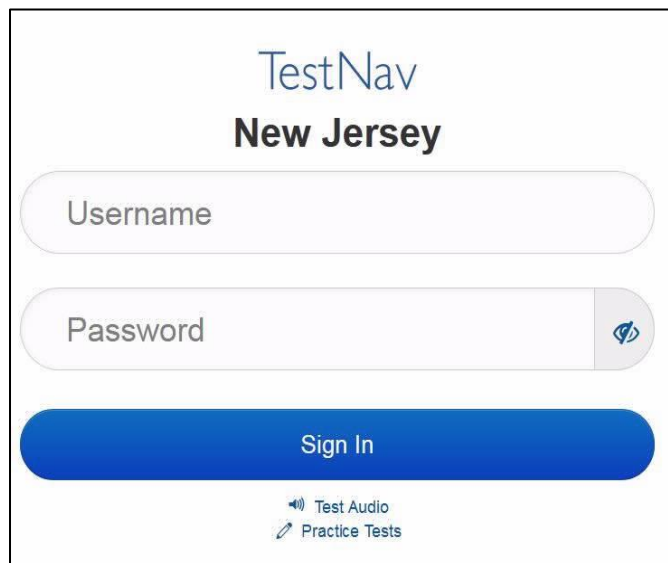 TestNav
New Jersey
Username
Password
Sign In
Test Audio
Practice Tests